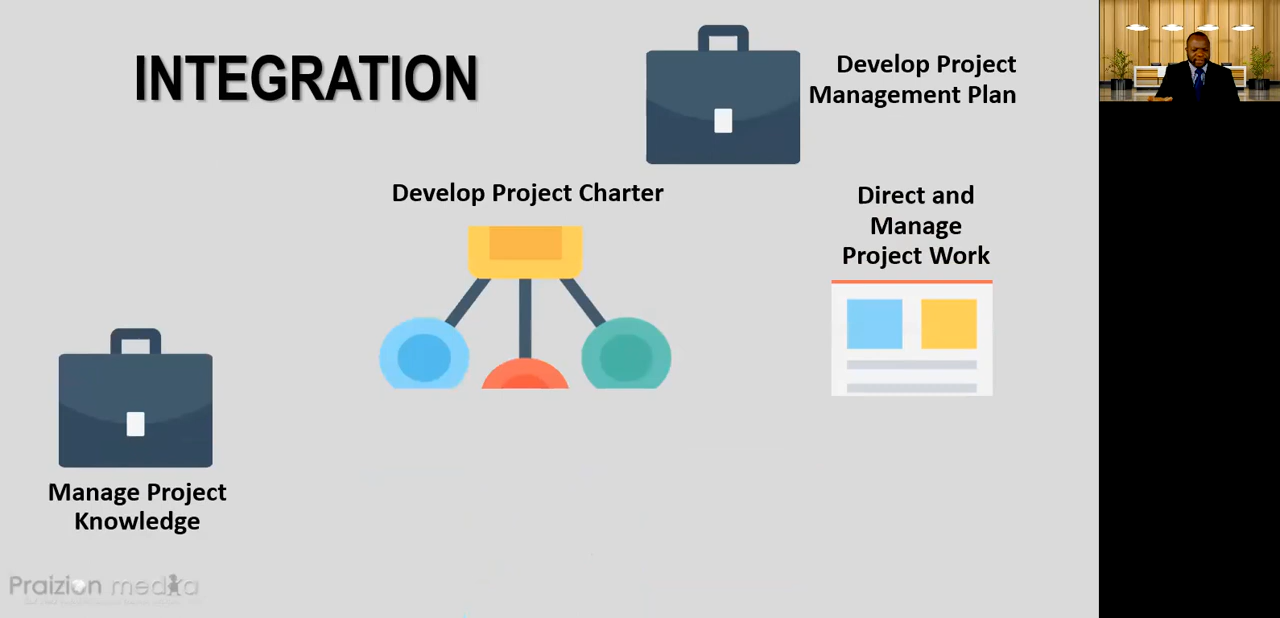 INTEGRATION
Develop Project
Management Plan
Develop Project Charter
Direct and
Manage
Project Work
Manage Project
Knowledge
Praizion media